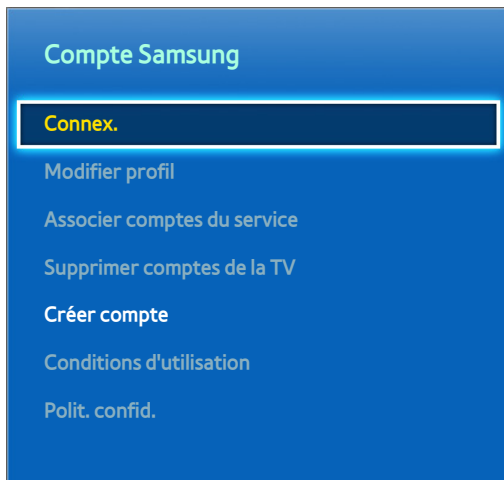 Compte Samsung
Connex.
Modifier profil
Associer comptes du service
Supprimer comptes de la TV
Créer compte
Conditions d'utilisation
Polit. confid.